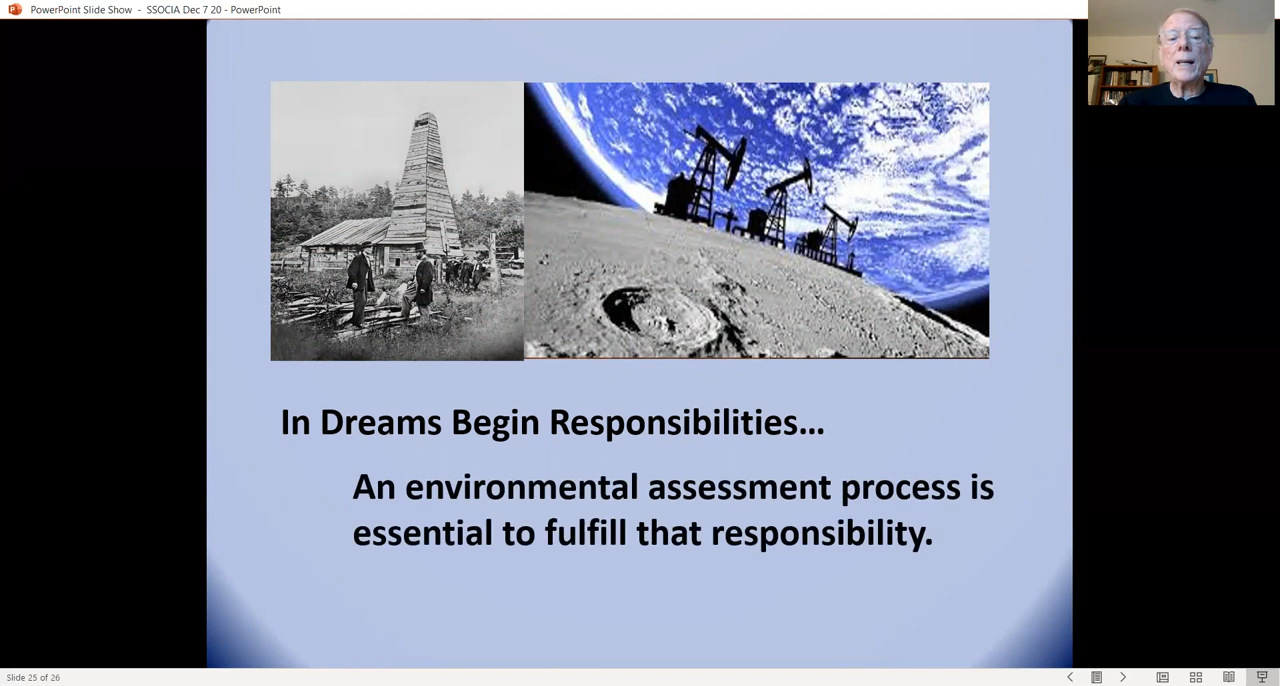 PowerPoint Slide Show - SSOCIA Dec 7 20 - PowerPoint
In Dreams Begin Responsibilities...
An environmental assessment process is
essential to fulfill that responsibility.
Slide 25 of 26